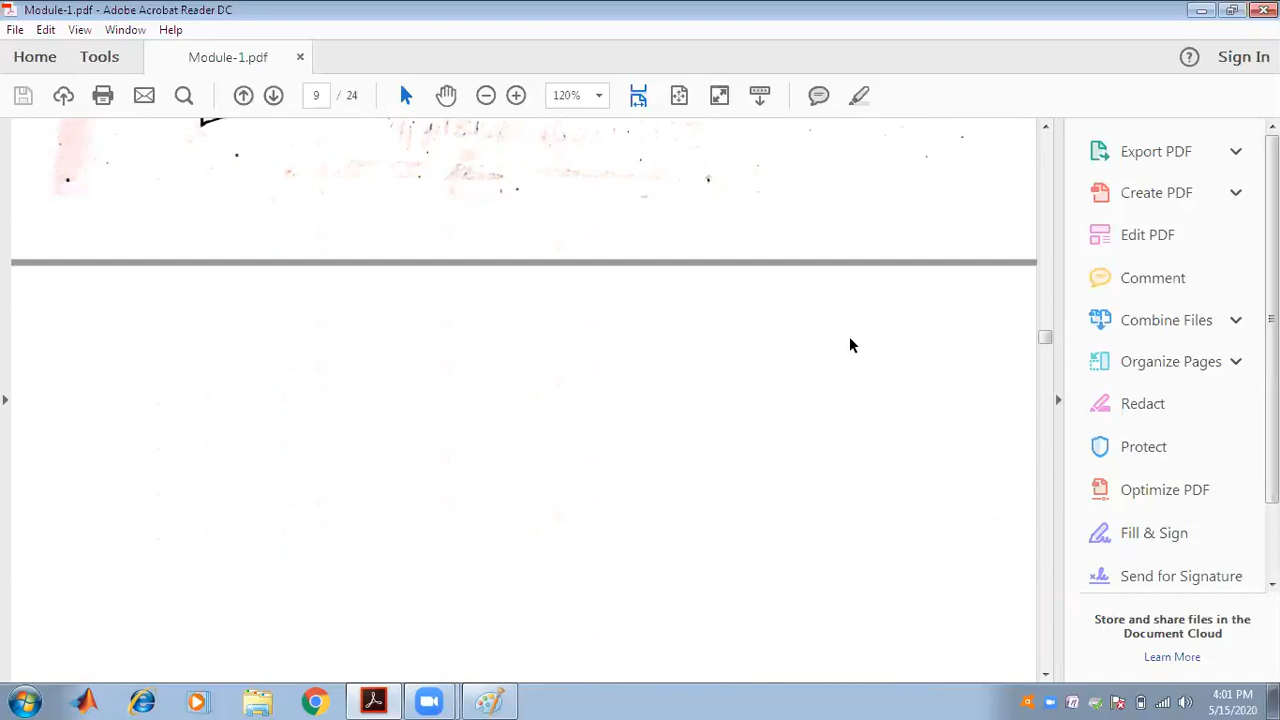 Module-1.pdf - Adobe Acrobat Reader DC
File Edit View Window Help
Home Tools Module-1.pdf × ? Sign In
9 / 24 120%
Export PDF
Create PDF
Edit PDF
Comment
Combine Files
Organize Pages
Redact
Protect
Optimize PDF
Fill & Sign
Send for Signature
Store and share files in the
Document Cloud
Learn More
4:01 PM
5/15/2020